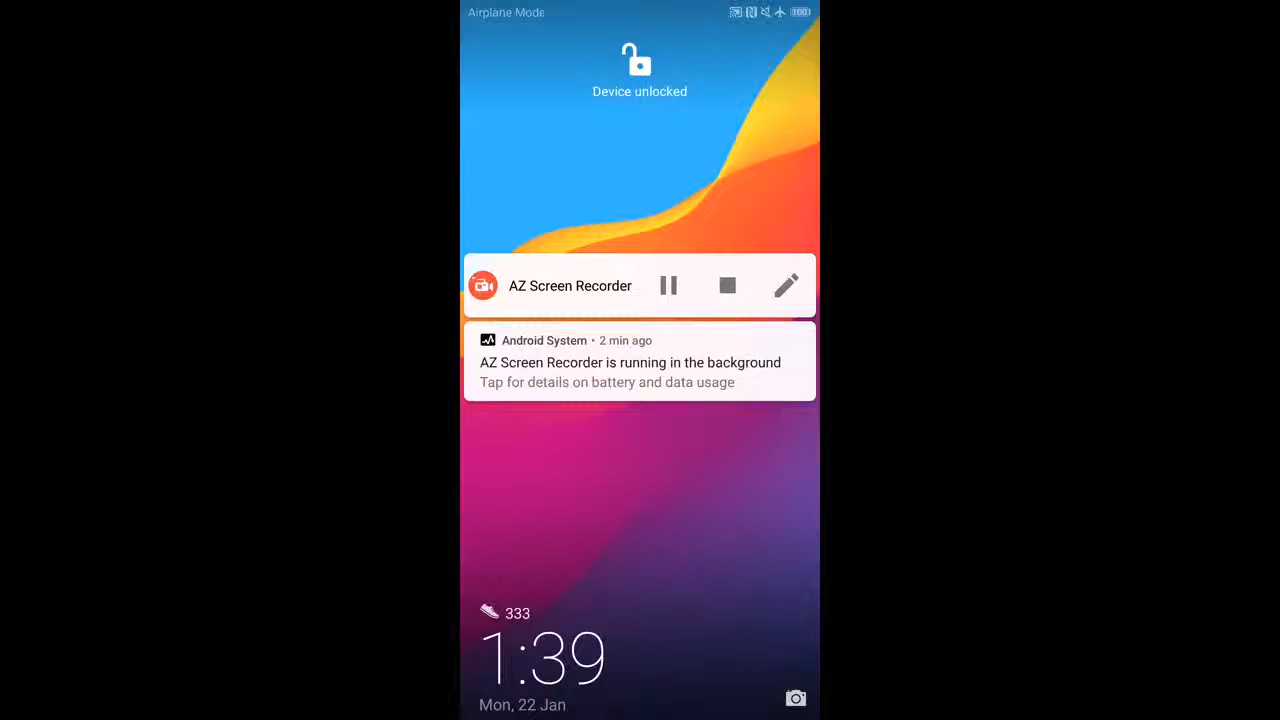 Airplane Mode
100
Device unlocked
AZ Screen Recorder
Android System • 2 min ago
AZ Screen Recorder is running in the background
Tap for details on battery and data usage
333
1:39
Mon, 22 Jan